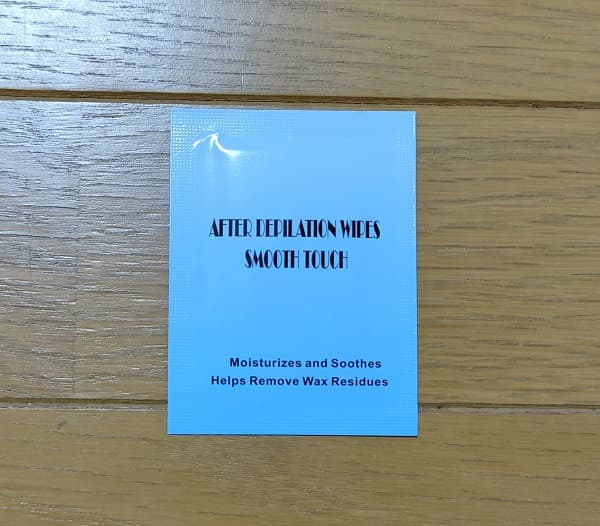 AFTER DEPILATION WIPES
SMOOTH TOUCH
Moisturizes and Soothes
Helps Remove Wax Residues